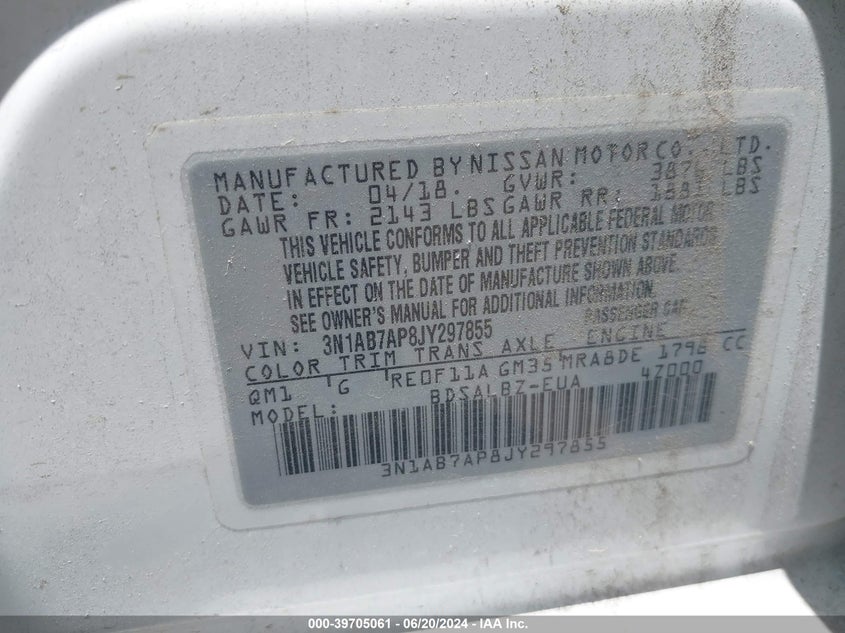 MANUFACTURED BY NISSAN MOTOR CO., LTD.
DATE: 04/18. GVWR: LBS
GAWR FR: 2143 LBS GAWR RR: LBS
THIS VEHICLE CONFORMS TO ALL APPLICABLE FEDERAL MOTOR
VEHICLE SAFETY, BUMPER AND THEFT PREVENTION STANDARDS
IN EFFECT ON THE DATE OF MANUFACTURE SHOWN ABOVE.
SEE OWNER'S MANUAL FOR ADDITIONAL INFORMATION.
PASSENGER CAR
VIN: 3N1AB7AP8JY297855
COLOR TRIM TRANS AXLE ENGINE
QM1 G RE0F11A GM35 MRA8DE 1798 CC
MODEL: BDSALBZ-EUA 47000
3N1AB7AP8JY297855
000-39705061 / 06/20/2024 - IAA Inc.